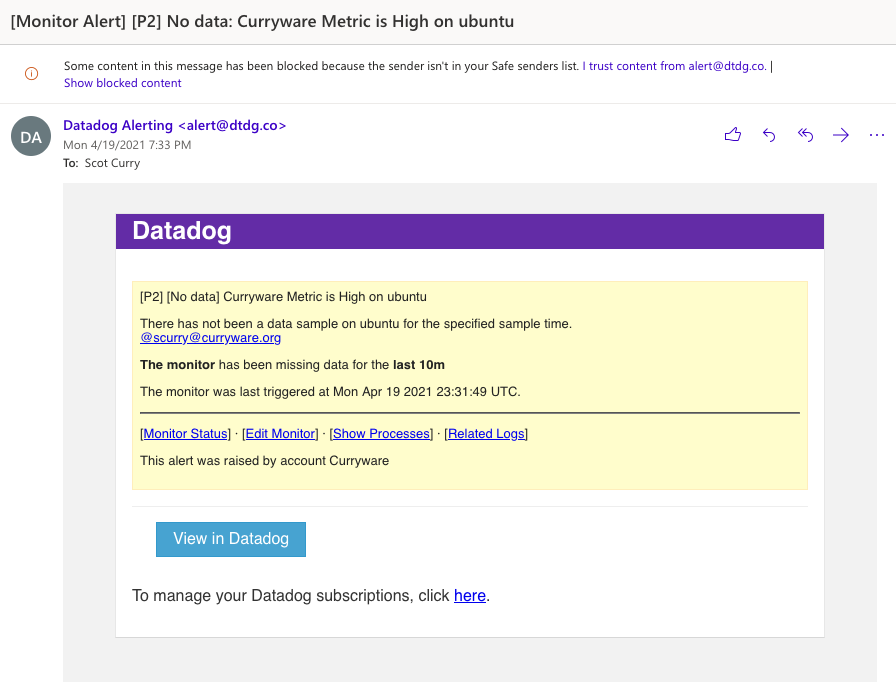 [Monitor Alert] [P2] No data: Curryware Metric is High on ubuntu
Some content in this message has been blocked because the sender isn't in your Safe senders list. I trust content from alert@dtdg.co. |
Show blocked content
DA
Datadog Alerting <alert@dtdg.co>
Mon 4/19/2021 7:33 PM
To: Scot Curry
Datadog
[P2] [No data] Curryware Metric is High on ubuntu
There has not been a data sample on ubuntu for the specified sample time.
@scurry@curryware.org
The monitor has been missing data for the last 10m
The monitor was last triggered at Mon Apr 19 2021 23:31:49 UTC.
[Monitor Status] · [Edit Monitor] · [Show Processes] · [Related Logs]
This alert was raised by account Curryware
View in Datadog
To manage your Datadog subscriptions, click here.